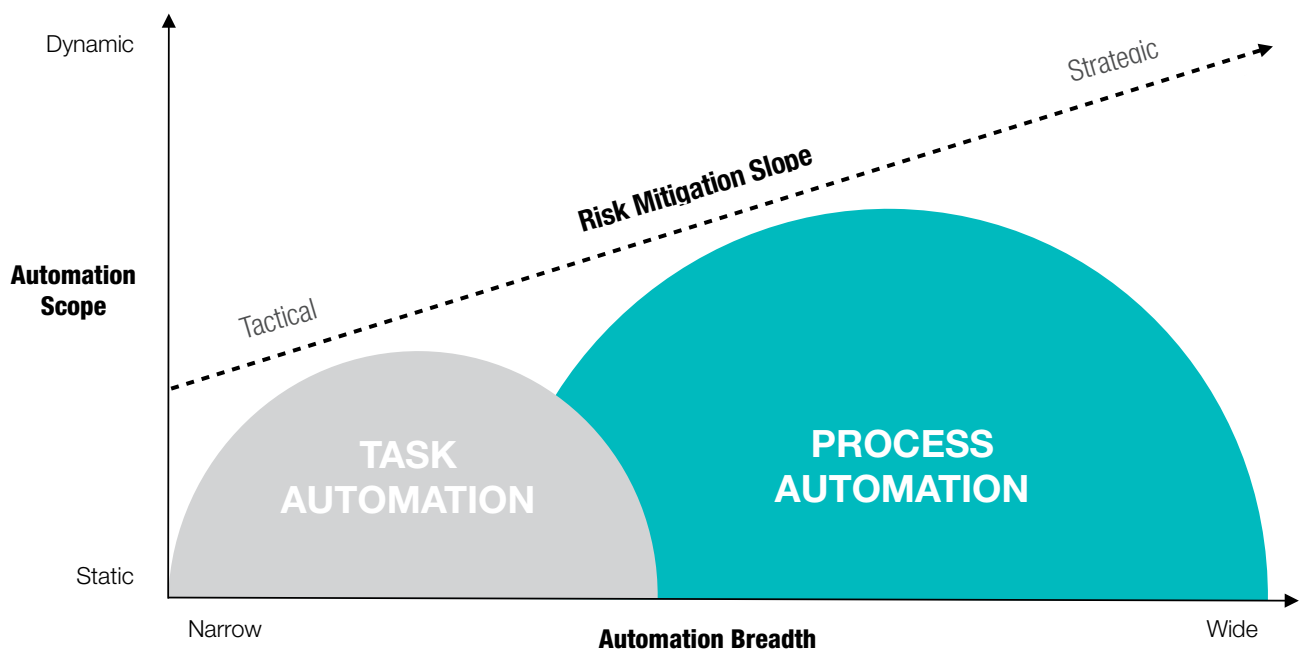 Dynamic
Strategic
Risk Mitigation Slope
Automation
Scope
Tactical
TASK
AUTOMATION
PROCESS
AUTOMATION
Static
Narrow
Automation Breadth
Wide